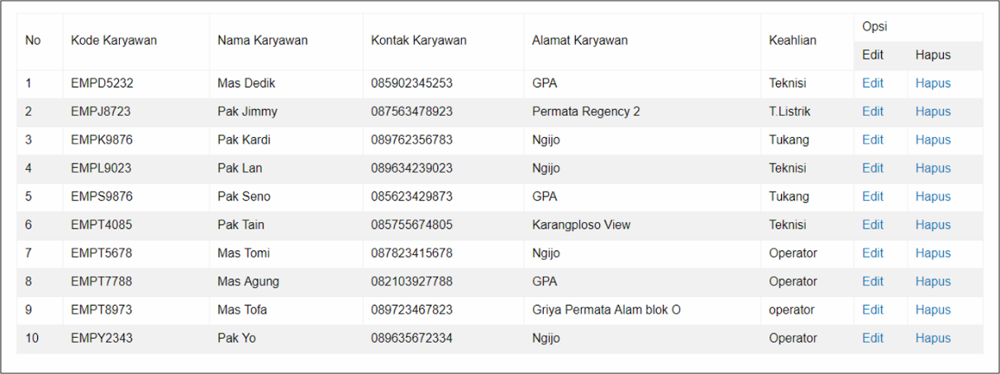 No Kode Karyawan Nama Karyawan Kontak Karyawan Alamat Karyawan Keahlian Opsi
Edit Hapus
1 EMPD5232 Mas Dedik 085902345253 GPA Teknisi Edit Hapus
2 EMPJ8723 Pak Jimmy 087563478923 Permata Regency 2 T.Listrik Edit Hapus
3 EMPK9876 Pak Kardi 089762356783 Ngijo Tukang Edit Hapus
4 EMPL9023 Pak Lan 089634239023 Ngijo Teknisi Edit Hapus
5 EMPS9876 Pak Seno 085623429873 GPA Tukang Edit Hapus
6 EMPT4085 Pak Tain 085755674805 Karangploso View Teknisi Edit Hapus
7 EMPT5678 Mas Tomi 087823415678 Ngijo Operator Edit Hapus
8 EMPT7788 Mas Agung 082103927788 GPA Operator Edit Hapus
9 EMPT8973 Mas Tofa 089723467823 Griya Permata Alam blok O operator Edit Hapus
10 EMPY2343 Pak Yo 089635672334 Ngijo Operator Edit Hapus